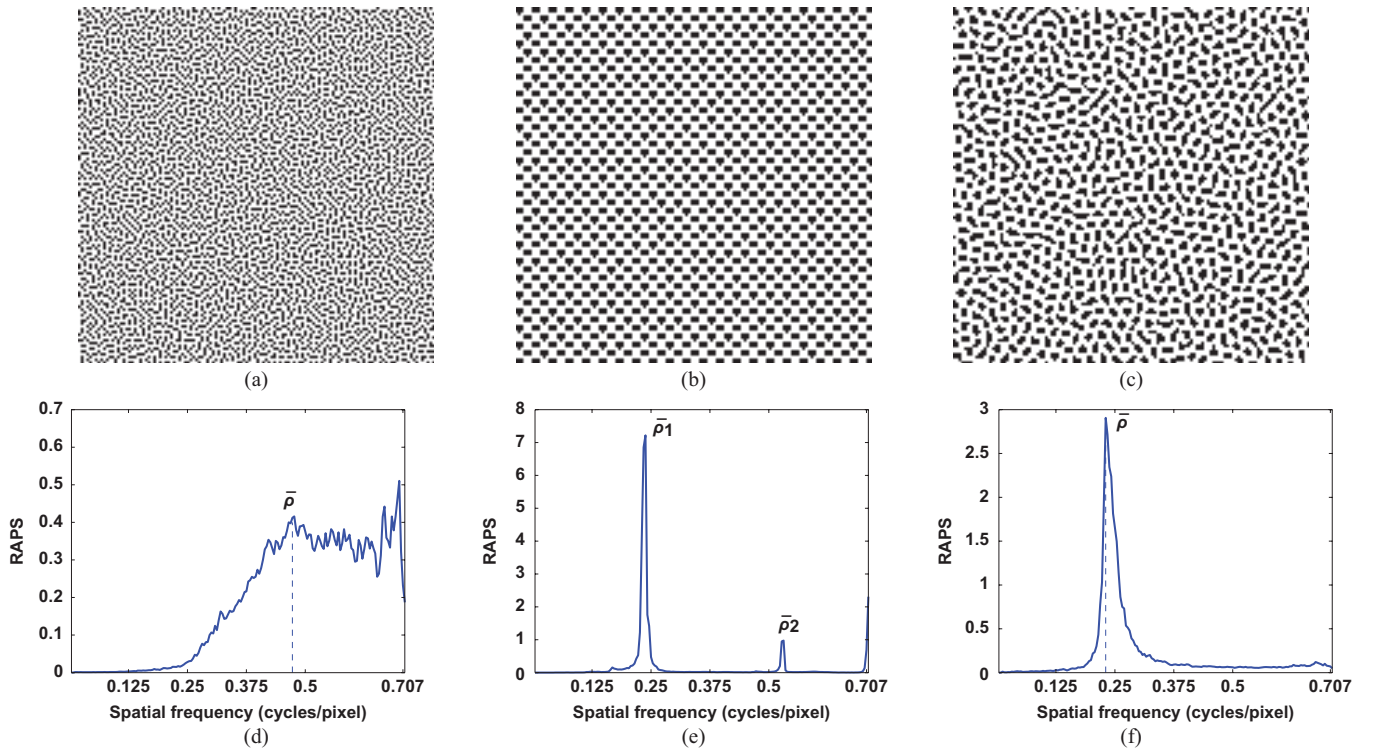 (a)
(b)
(c)
RAPS
0.7
0.6
0.5
0.4
0.3
0.2
0.1
0
ρ̄
0.125 0.25 0.375 0.5 0.707
Spatial frequency (cycles/pixel)
(d)
RAPS
8
7
6
5
4
3
2
1
0
ρ̄1
ρ̄2
0.125 0.25 0.375 0.5 0.707
Spatial frequency (cycles/pixel)
(e)
RAPS
3
2.5
2
1.5
1
0.5
0
ρ̄
0.125 0.25 0.375 0.5 0.707
Spatial frequency (cycles/pixel)
(f)